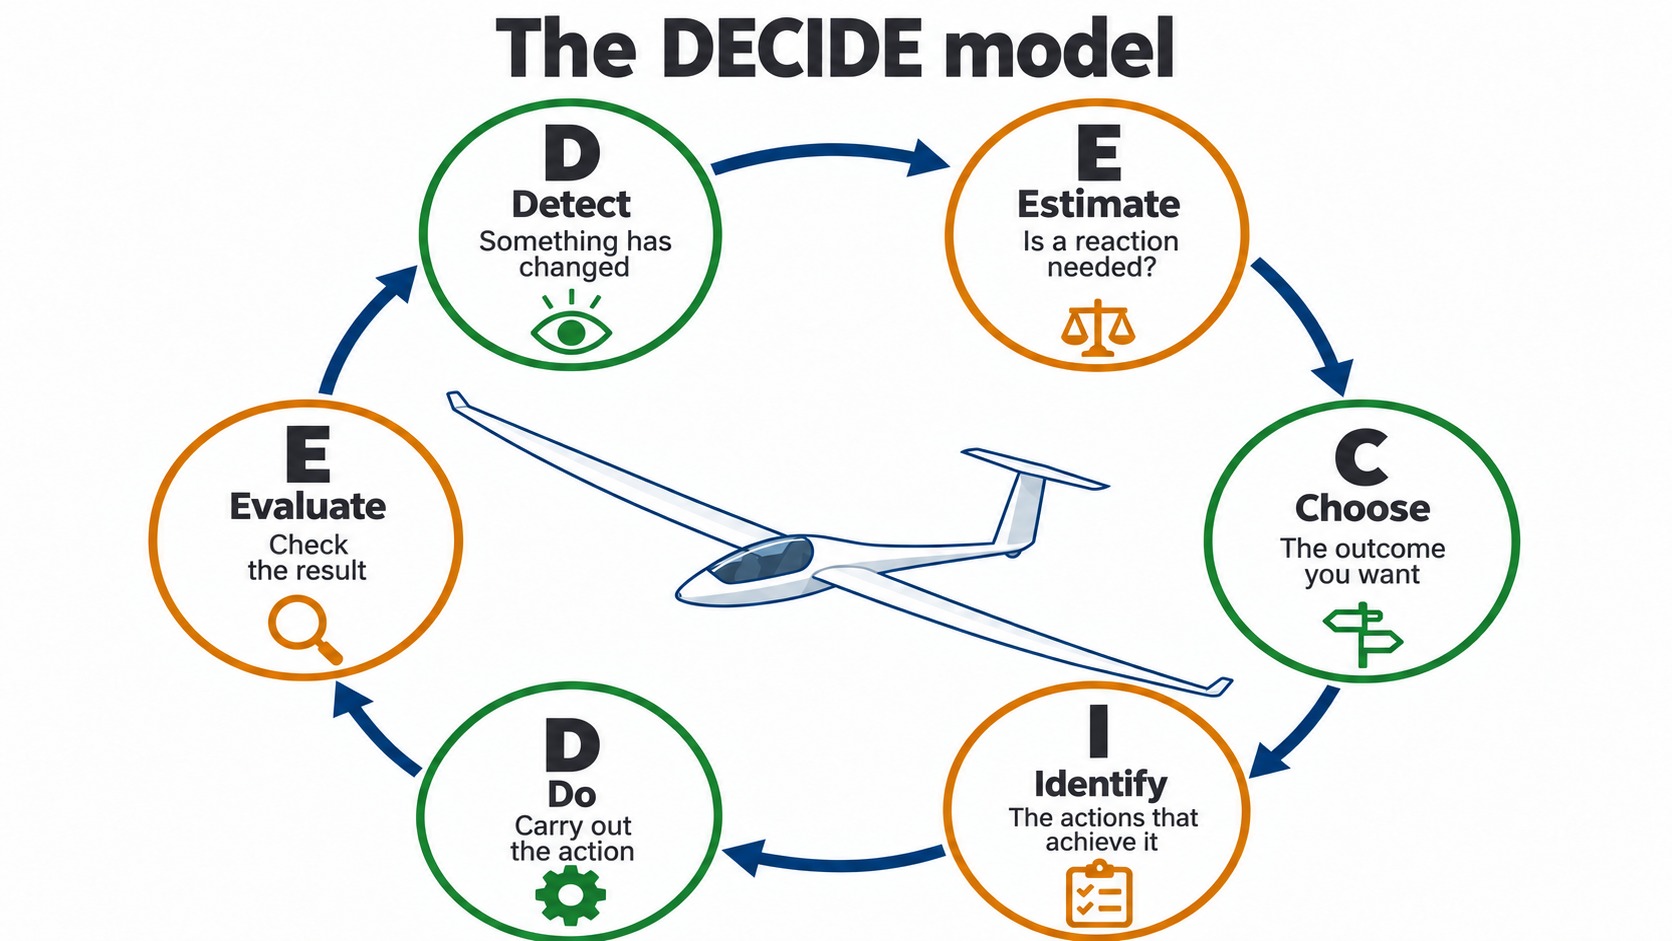 The DECIDE model
D
Detect
Something has
changed
E
Estimate
Is a reaction
needed?
C
Choose
The outcome
you want
I
Identify
The actions that
achieve it
D
Do
Carry out
the action
E
Evaluate
Check
the result